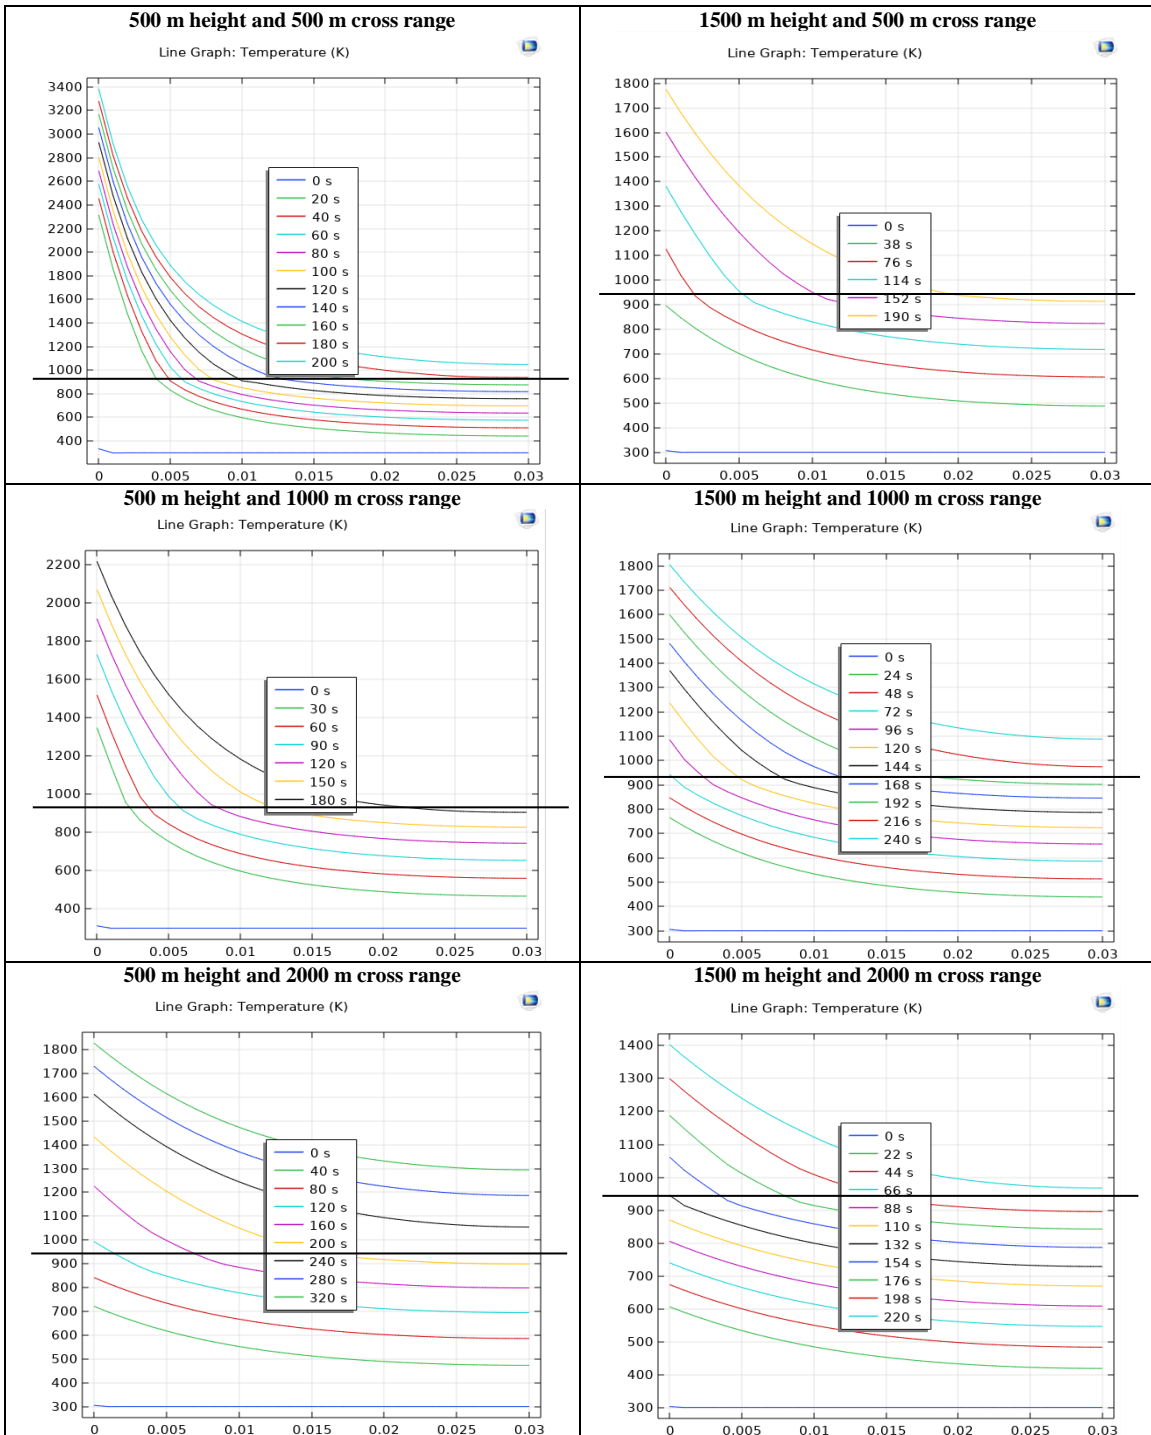 500 m height and 500 m cross range
Line Graph: Temperature (K)
3400
3200
3000
2800
2600
2400
2200
2000
1800
1600
1400
1200
1000
800
600
400
0 s
20 s
40 s
60 s
80 s
100 s
120 s
140 s
160 s
180 s
200 s
0 0.005 0.01 0.015 0.02 0.025 0.03
1500 m height and 500 m cross range
Line Graph: Temperature (K)
1800
1700
1600
1500
1400
1300
1200
1100
1000
900
800
700
600
500
400
300
0 s
38 s
76 s
114 s
152 s
190 s
0 0.005 0.01 0.015 0.02 0.025 0.03
500 m height and 1000 m cross range
Line Graph: Temperature (K)
2200
2000
1800
1600
1400
1200
1000
800
600
400
0 s
30 s
60 s
90 s
120 s
150 s
180 s
0 0.005 0.01 0.015 0.02 0.025 0.03
1500 m height and 1000 m cross range
Line Graph: Temperature (K)
1800
1700
1600
1500
1400
1300
1200
1100
1000
900
800
700
600
500
400
300
0 s
24 s
48 s
72 s
96 s
120 s
144 s
168 s
192 s
216 s
240 s
0 0.005 0.01 0.015 0.02 0.025 0.03
500 m height and 2000 m cross range
Line Graph: Temperature (K)
1800
1700
1600
1500
1400
1300
1200
1100
1000
900
800
700
600
500
400
300
0 s
40 s
80 s
120 s
160 s
200 s
240 s
280 s
320 s
0 0.005 0.01 0.015 0.02 0.025 0.03
1500 m height and 2000 m cross range
Line Graph: Temperature (K)
1400
1300
1200
1100
1000
900
800
700
600
500
400
300
0 s
22 s
44 s
66 s
88 s
110 s
132 s
154 s
176 s
198 s
220 s
0 0.005 0.01 0.015 0.02 0.025 0.03